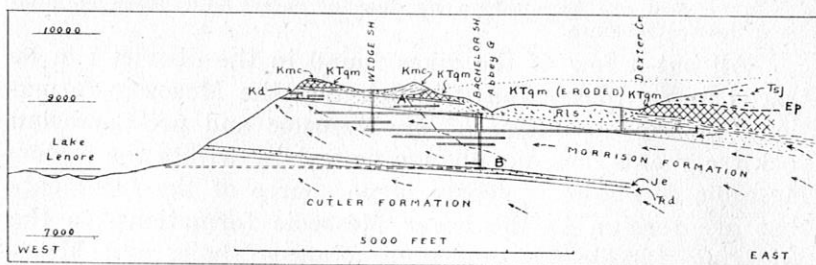 10000
9000
7000
Lake
Lenore
WEST
EAST
5000 FEET
Kd
Kmc
KTqm
WEDGE SH
Kmc
KTqm
A
BACHELOR SH
Abbey G
B
KTqm (ERODED)
Rls
KTqm
Dexter Cr
Tsj
Ep
MORRISON FORMATION
CUTLER FORMATION
Je